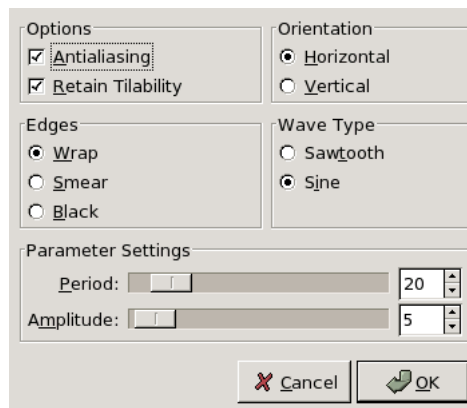 Options
Antialiasing
Retain Tilability
Orientation
Horizontal
Vertical
Edges
Wrap
Smear
Black
Wave Type
Sawtooth
Sine
Parameter Settings
Period: 20
Amplitude: 5
Cancel OK